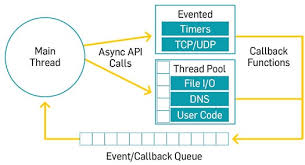 Main
Thread
Async API
Calls
Evented
Timers
TCP/UDP
Thread Pool
File I/O
DNS
User Code
Callback
Functions
Event/Callback Queue